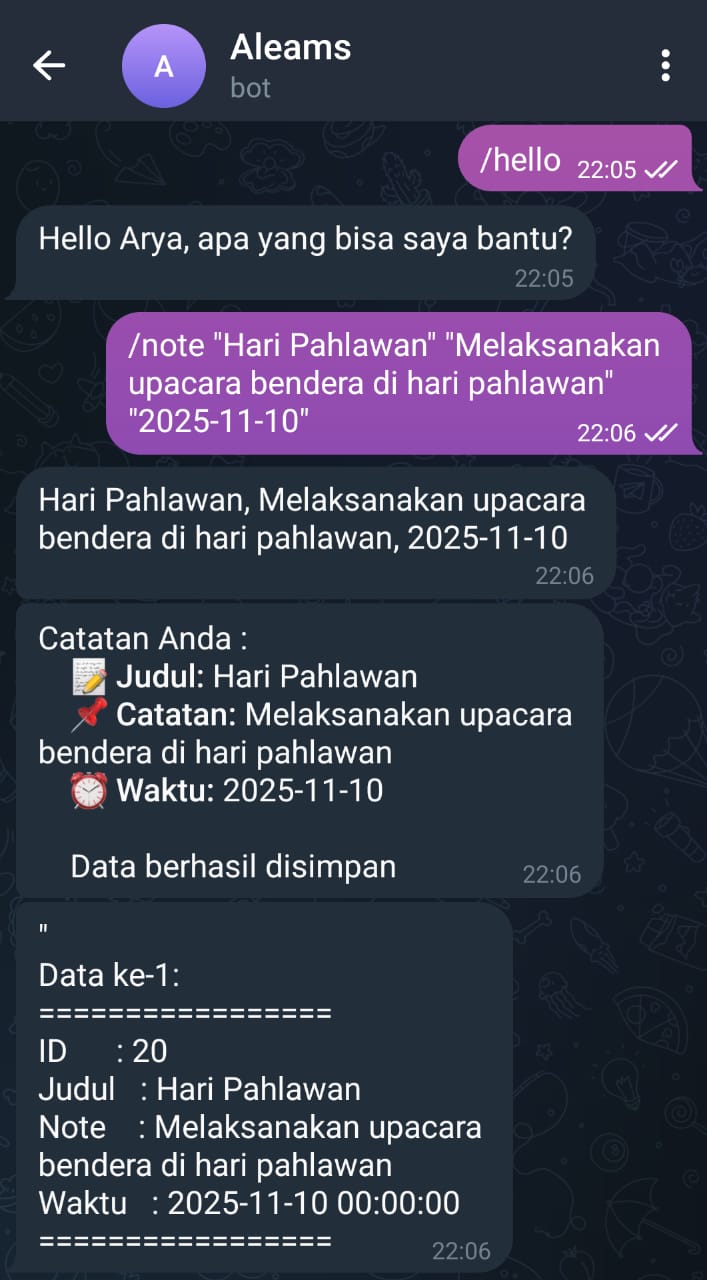 Aleams
A
bot
/hello 22:05
Hello Arya, apa yang bisa saya bantu?
22:05
/note "Hari Pahlawan" "Melaksanakan
upacara bendera di hari pahlawan"
"2025-11-10"
22:06
Hari Pahlawan, Melaksanakan upacara
bendera di hari pahlawan, 2025-11-10
22:06
Catatan Anda :
📝 Judul: Hari Pahlawan
📌 Catatan: Melaksanakan upacara
bendera di hari pahlawan
⏰ Waktu: 2025-11-10
Data berhasil disimpan
22:06
"
Data ke-1:
=================
ID : 20
Judul : Hari Pahlawan
Note : Melaksanakan upacara
bendera di hari pahlawan
Waktu : 2025-11-10 00:00:00
=================
22:06